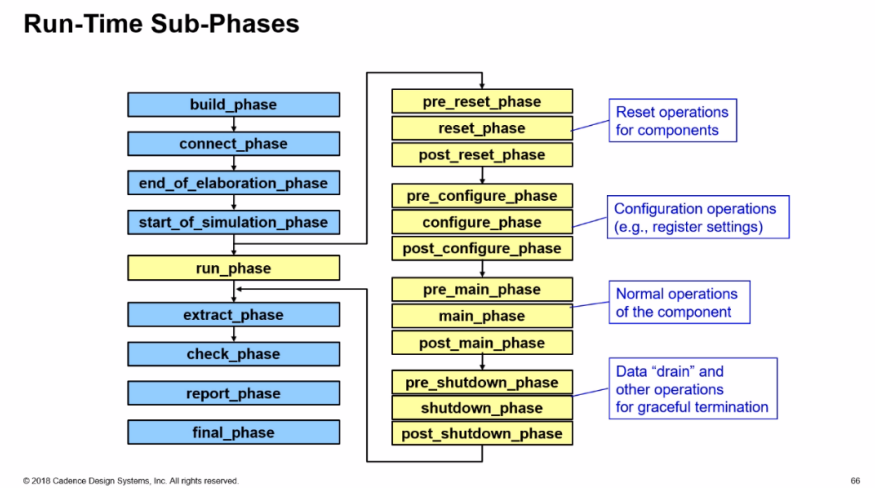 Run-Time Sub-Phases
build_phase
connect_phase
end_of_elaboration_phase
start_of_simulation_phase
run_phase
extract_phase
check_phase
report_phase
final_phase
pre_reset_phase
reset_phase
post_reset_phase
pre_configure_phase
configure_phase
post_configure_phase
pre_main_phase
main_phase
post_main_phase
pre_shutdown_phase
shutdown_phase
post_shutdown_phase
Reset operations
for components
Configuration operations
(e.g., register settings)
Normal operations
of the component
Data “drain” and
other operations
for graceful termination
© 2018 Cadence Design Systems, Inc. All rights reserved.
66